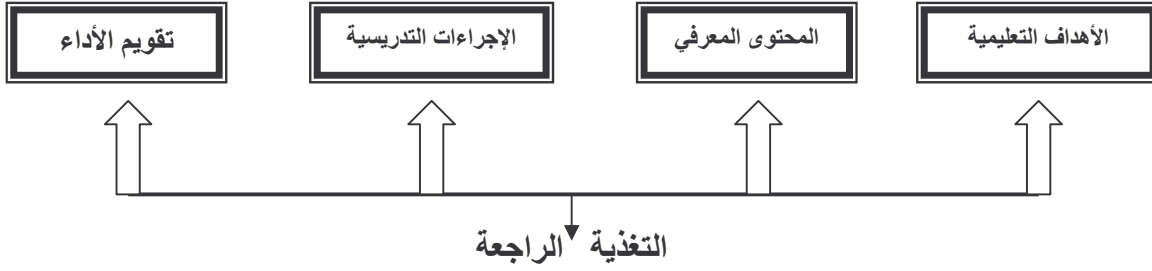 الأهداف التعليمية
المحتوى المعرفي
الإجراءات التدريسية
تقويم الأداء
التغذية الراجعة